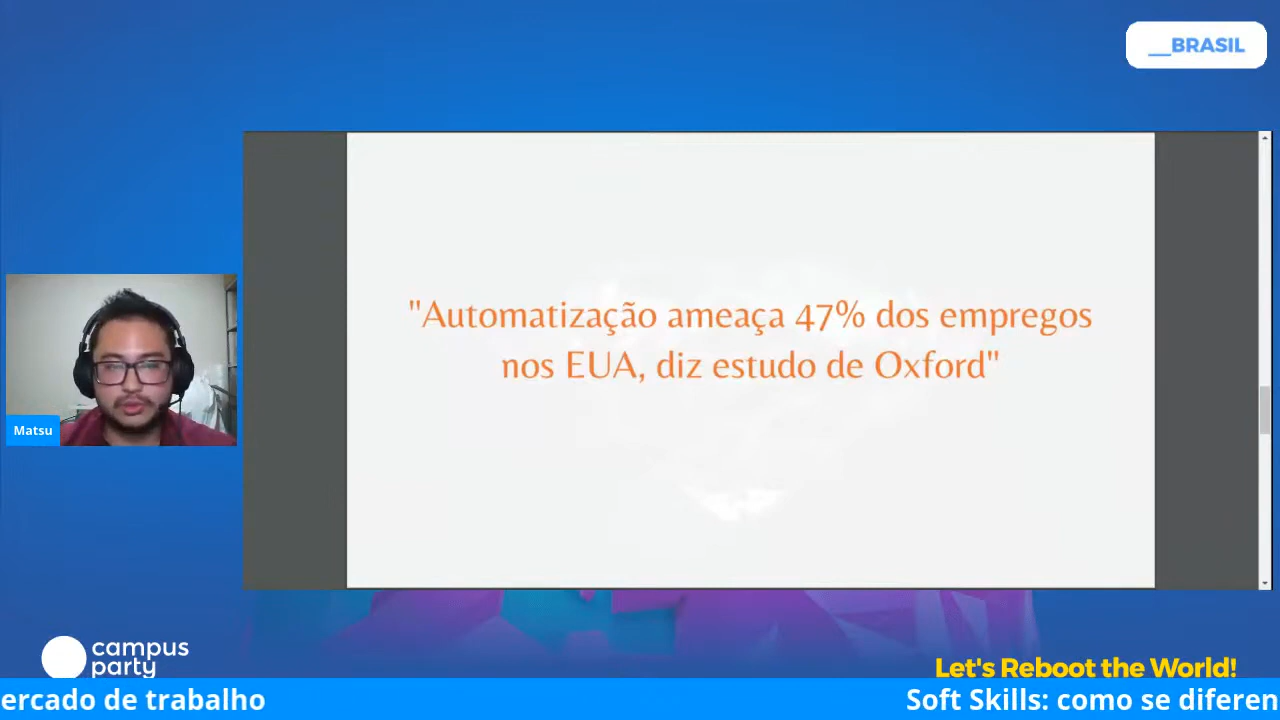 __BRASIL
"Automatização ameaça 47% dos empregos
nos EUA, diz estudo de Oxford"
Matsu
campus
party
Let's Reboot the World!
ercado de trabalho
Soft Skills: como se diferen